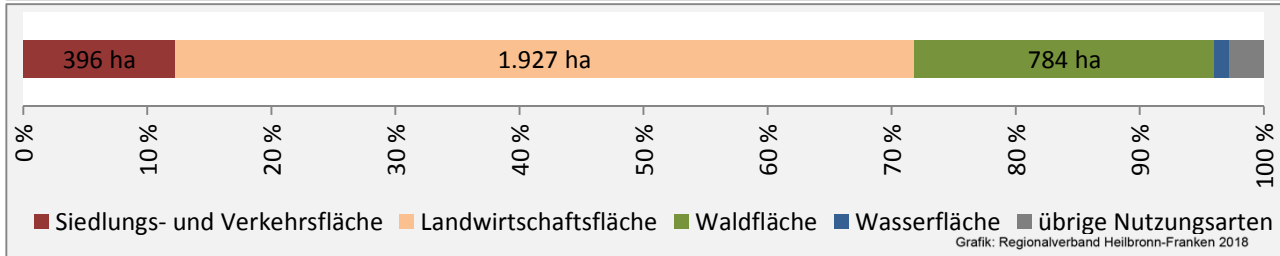 396 ha 1.927 ha 784 ha
0 % 10 % 20 % 30 % 40 % 50 % 60 % 70 % 80 % 90 % 100 %
Siedlungs- und Verkehrsfläche Landwirtschaftsfläche Waldfläche Wasserfläche übrige Nutzungsarten
Grafik: Regionalverband Heilbronn-Franken 2018